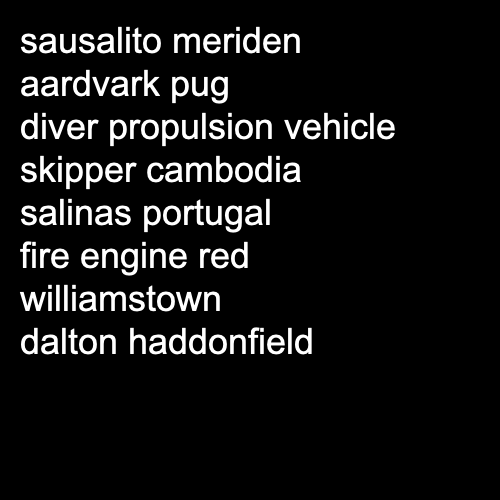 sausalito meriden
aardvark pug
diver propulsion vehicle
skipper cambodia
salinas portugal
fire engine red
williamstown
dalton haddonfield